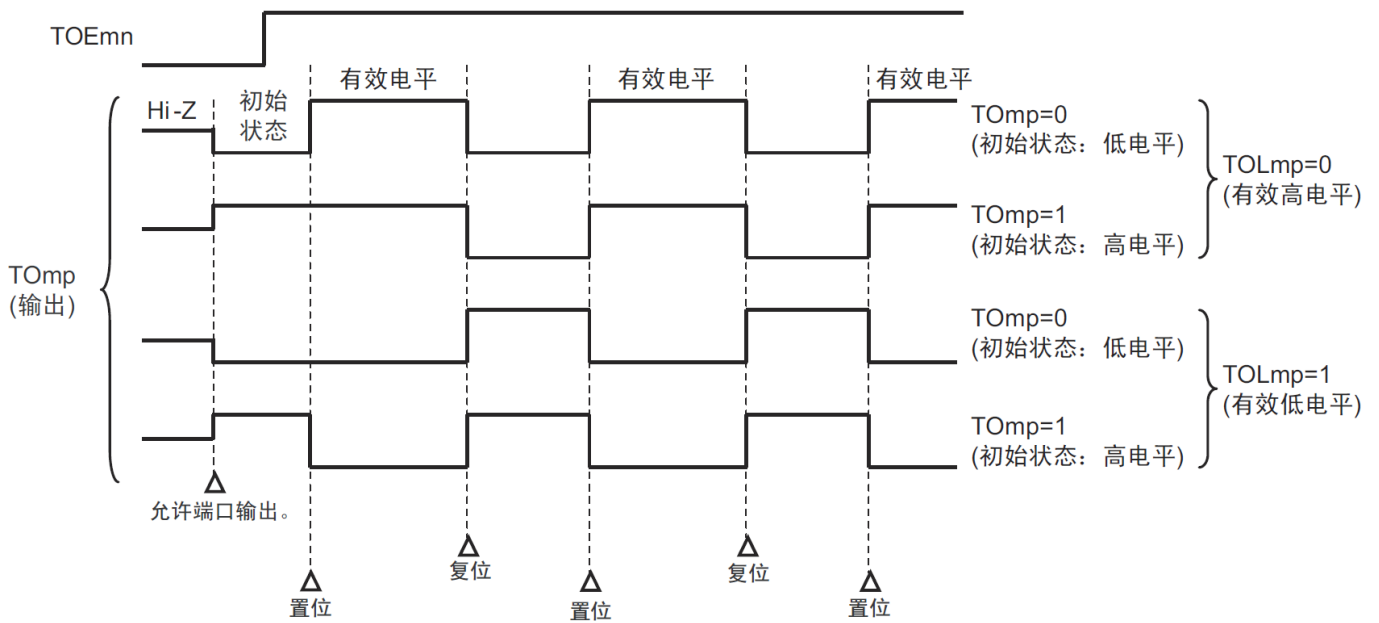 TOEmn
有效电平
有效电平
有效电平
Hi-Z
初始
状态
TOmp=0
(初始状态：低电平)
TOLmp=0
(有效高电平)
TOmp=1
(初始状态：高电平)
TOmp
(输出)
TOmp=0
(初始状态：低电平)
TOLmp=1
(有效低电平)
TOmp=1
(初始状态：高电平)
允许端口输出。
复位
复位
置位
置位
置位